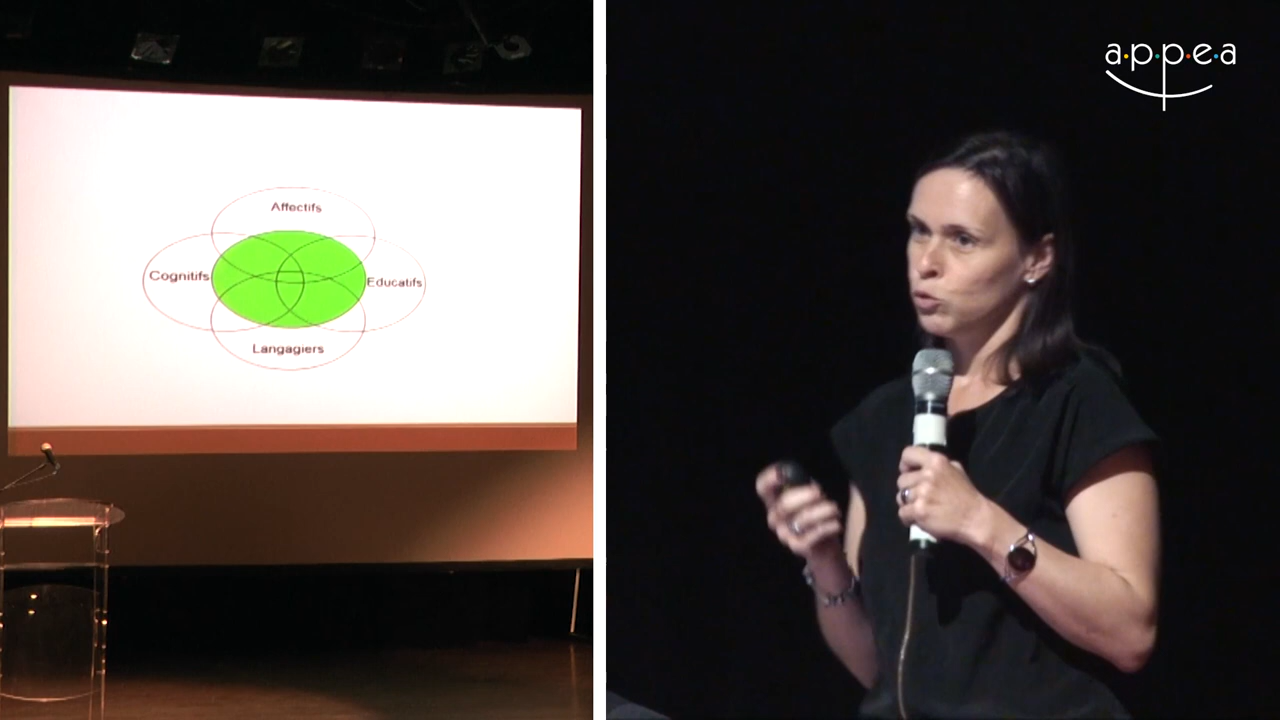 Affectifs
Cognitifs
Educatifs
Langagiers
a·p·p·e·a